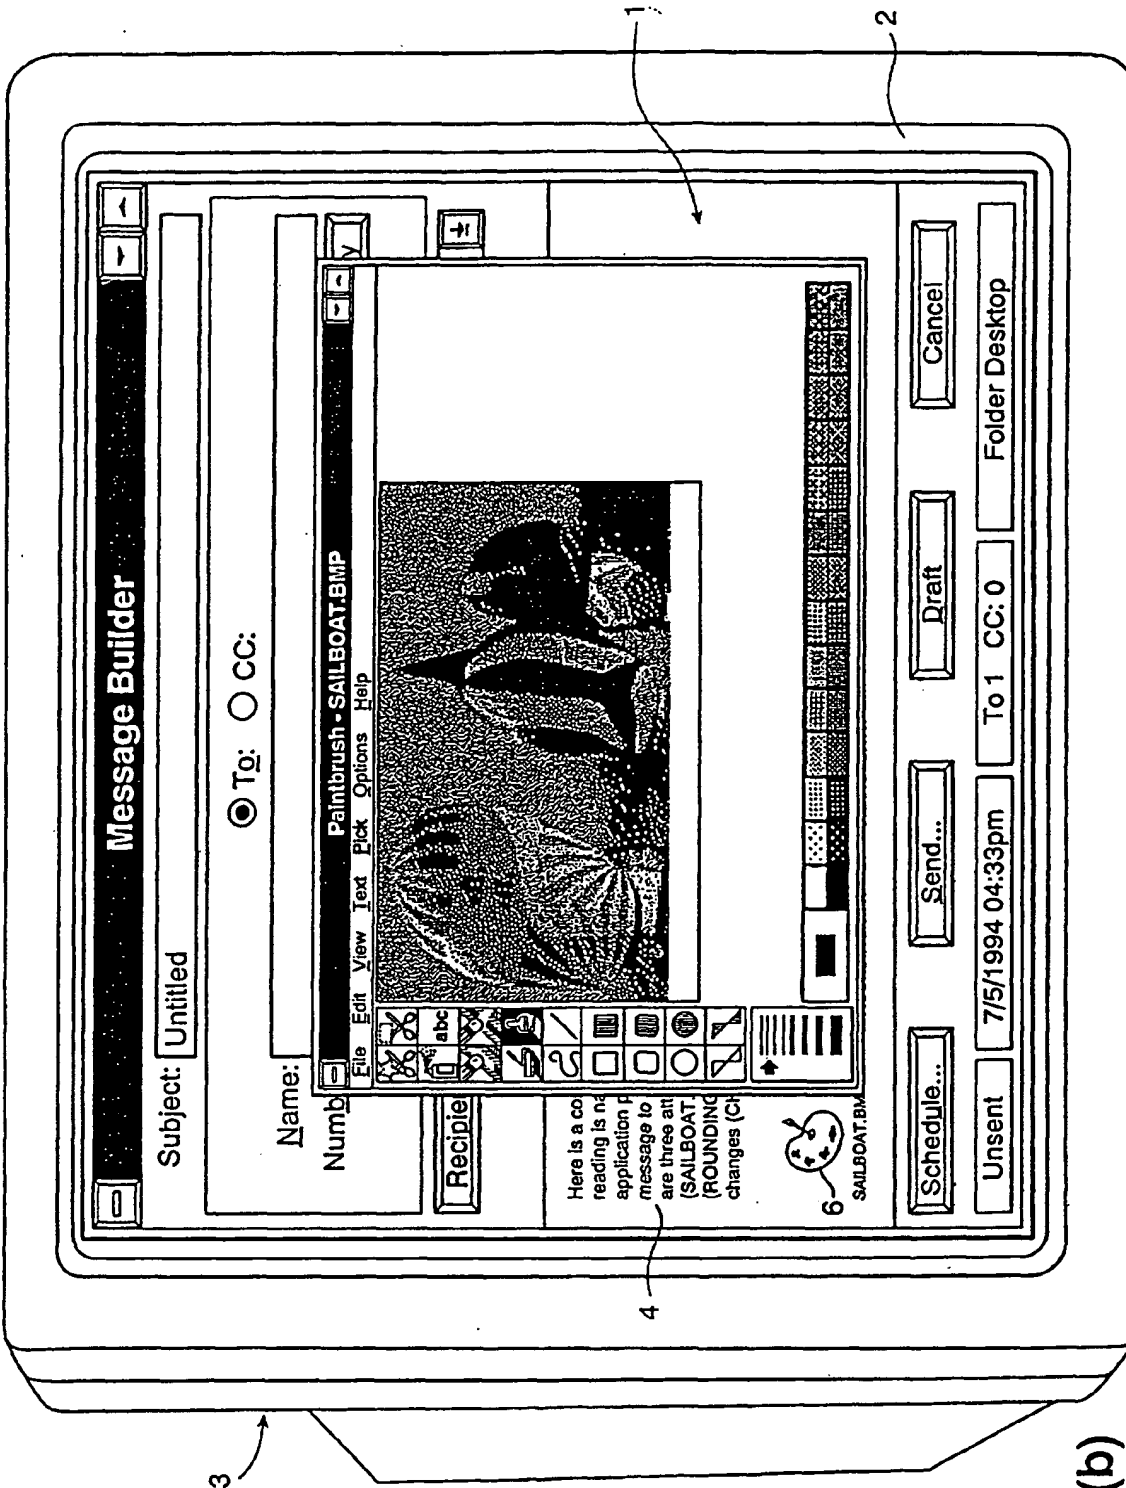 Message Builder
Subject: Untitled
To: CC:
Name:
Numb
y
Recipie
Paintbrush - SAILBOAT.BMP
File Edit View Text Pick Options Help
abc
Here is a co
reading is na
application p
message to
are three att
(SAILBOAT.
(ROUNDING
changes (CH
SAILBOAT.BM
Schedule... Send... Draft Cancel
Unsent 7/5/1994 04:33pm To 1 CC: 0 Folder Desktop
1
2
3
4
6
(b)